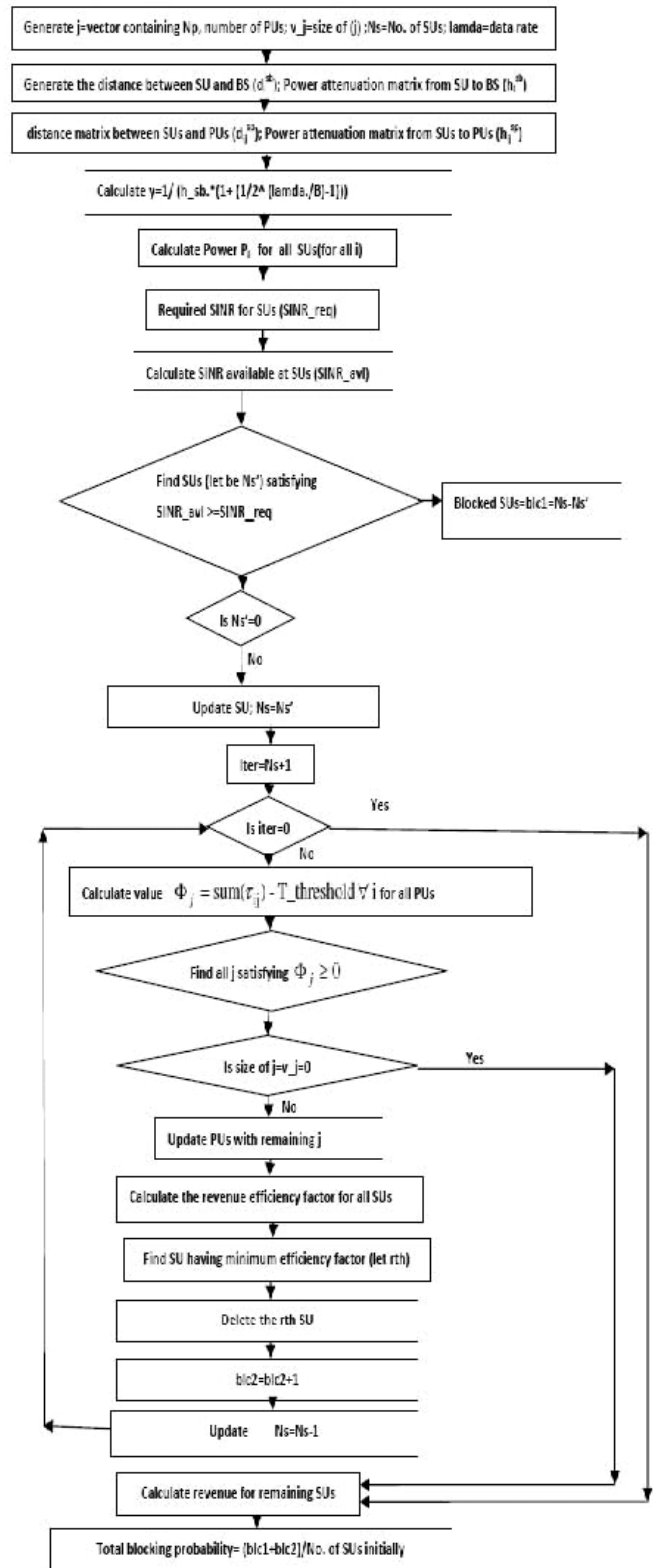 Generate j=vector containing Np, number of PUs; v_j=size of (j) ;Ns=No. of SUs; lamda=data rate
Generate the distance between SU and BS (dᵢˢᵇ); Power attenuation matrix from SU to BS (hᵢˢᵇ)
distance matrix between SUs and PUs (dᵢⱼˢᵖ); Power attenuation matrix from SUs to PUs (hᵢⱼˢᵖ)
Calculate y=1/ (h_sb.*(1+ (1/2^ (lamda./B)-1)))
Calculate Power Pᵢ for all SUs(for all i)
Required SINR for SUs (SINR_req)
Calculate SINR available at SUs (SINR_avl)
Find SUs (let be Ns') satisfying
SINR_avl >=SINR_req
Blocked SUs=blc1=Ns-Ns'
Is Ns'=0
No
Update SU; Ns=Ns'
Iter=Ns+1
Yes
Is iter=0
No
Calculate value Φ_j = sum(τ_ij) - T_threshold ∀ i for all PUs
Find all j satisfying Φ_j ≥ 0
Is size of j=v_j=0
Yes
No
Update PUs with remaining j
Calculate the revenue efficiency factor for all SUs
Find SU having minimum efficiency factor (let rth)
Delete the rth SU
blc2=blc2+1
Update Ns=Ns-1
Calculate revenue for remaining SUs
Total blocking probability= (blc1+blc2)/No. of SUs initially